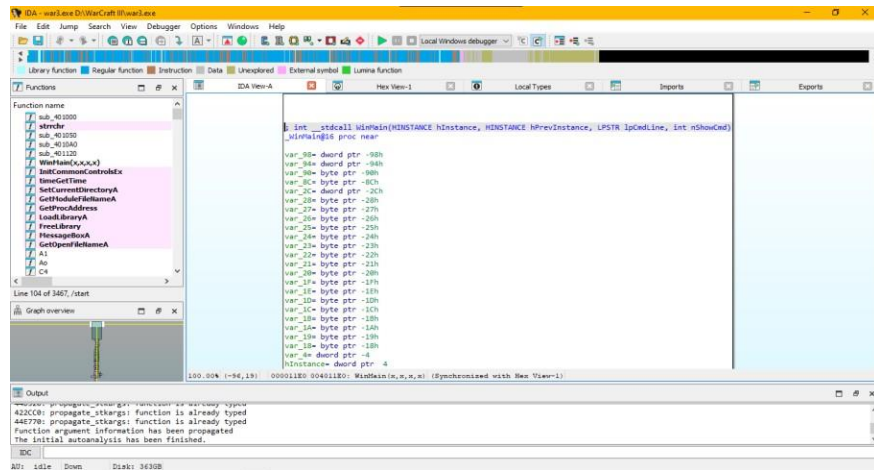 IDA - war3.exe D:\WarCraft III\war3.exe
File Edit Jump Search View Debugger Options Windows Help
Local Windows debugger
Library function Regular function Instruction Data Unexplored External symbol Lumina function
Functions
IDA View-A
Hex View-1
Local Types
Imports
Exports
Function name
sub_401000
strrchr
sub_401050
sub_4010A0
sub_401120
WinMain(x,x,x,x)
InitCommonControlsEx
timeGetTime
SetCurrentDirectoryA
GetModuleFileNameA
GetProcAddress
LoadLibraryA
FreeLibrary
MessageBoxA
GetOpenFileNameA
A1
Ao
C4
Line 104 of 3467, /start
Graph overview
; int __stdcall WinMain(HINSTANCE hInstance, HINSTANCE hPrevInstance, LPSTR lpCmdLine, int nShowCmd)
_WinMain@16 proc near
var_98= dword ptr -98h
var_94= dword ptr -94h
var_90= byte ptr -90h
var_8C= byte ptr -8Ch
var_2C= dword ptr -2Ch
var_28= byte ptr -28h
var_27= byte ptr -27h
var_26= byte ptr -26h
var_25= byte ptr -25h
var_24= byte ptr -24h
var_23= byte ptr -23h
var_22= byte ptr -22h
var_21= byte ptr -21h
var_20= byte ptr -20h
var_1F= byte ptr -1Fh
var_1E= byte ptr -1Eh
var_1D= byte ptr -1Dh
var_1C= byte ptr -1Ch
var_1B= byte ptr -1Bh
var_1A= byte ptr -1Ah
var_19= byte ptr -19h
var_18= byte ptr -18h
var_4= dword ptr -4
hInstance= dword ptr 4
100.00% (-96,19) 000011E0 004011E0: WinMain(x,x,x,x) (Synchronized with Hex View-1)
Output
propagate_stkargs: function is already typed
422CC0: propagate_stkargs: function is already typed
44E770: propagate_stkargs: function is already typed
Function argument information has been propagated
The initial autoanalysis has been finished.
IDC
AU: idle Down Disk: 363GB